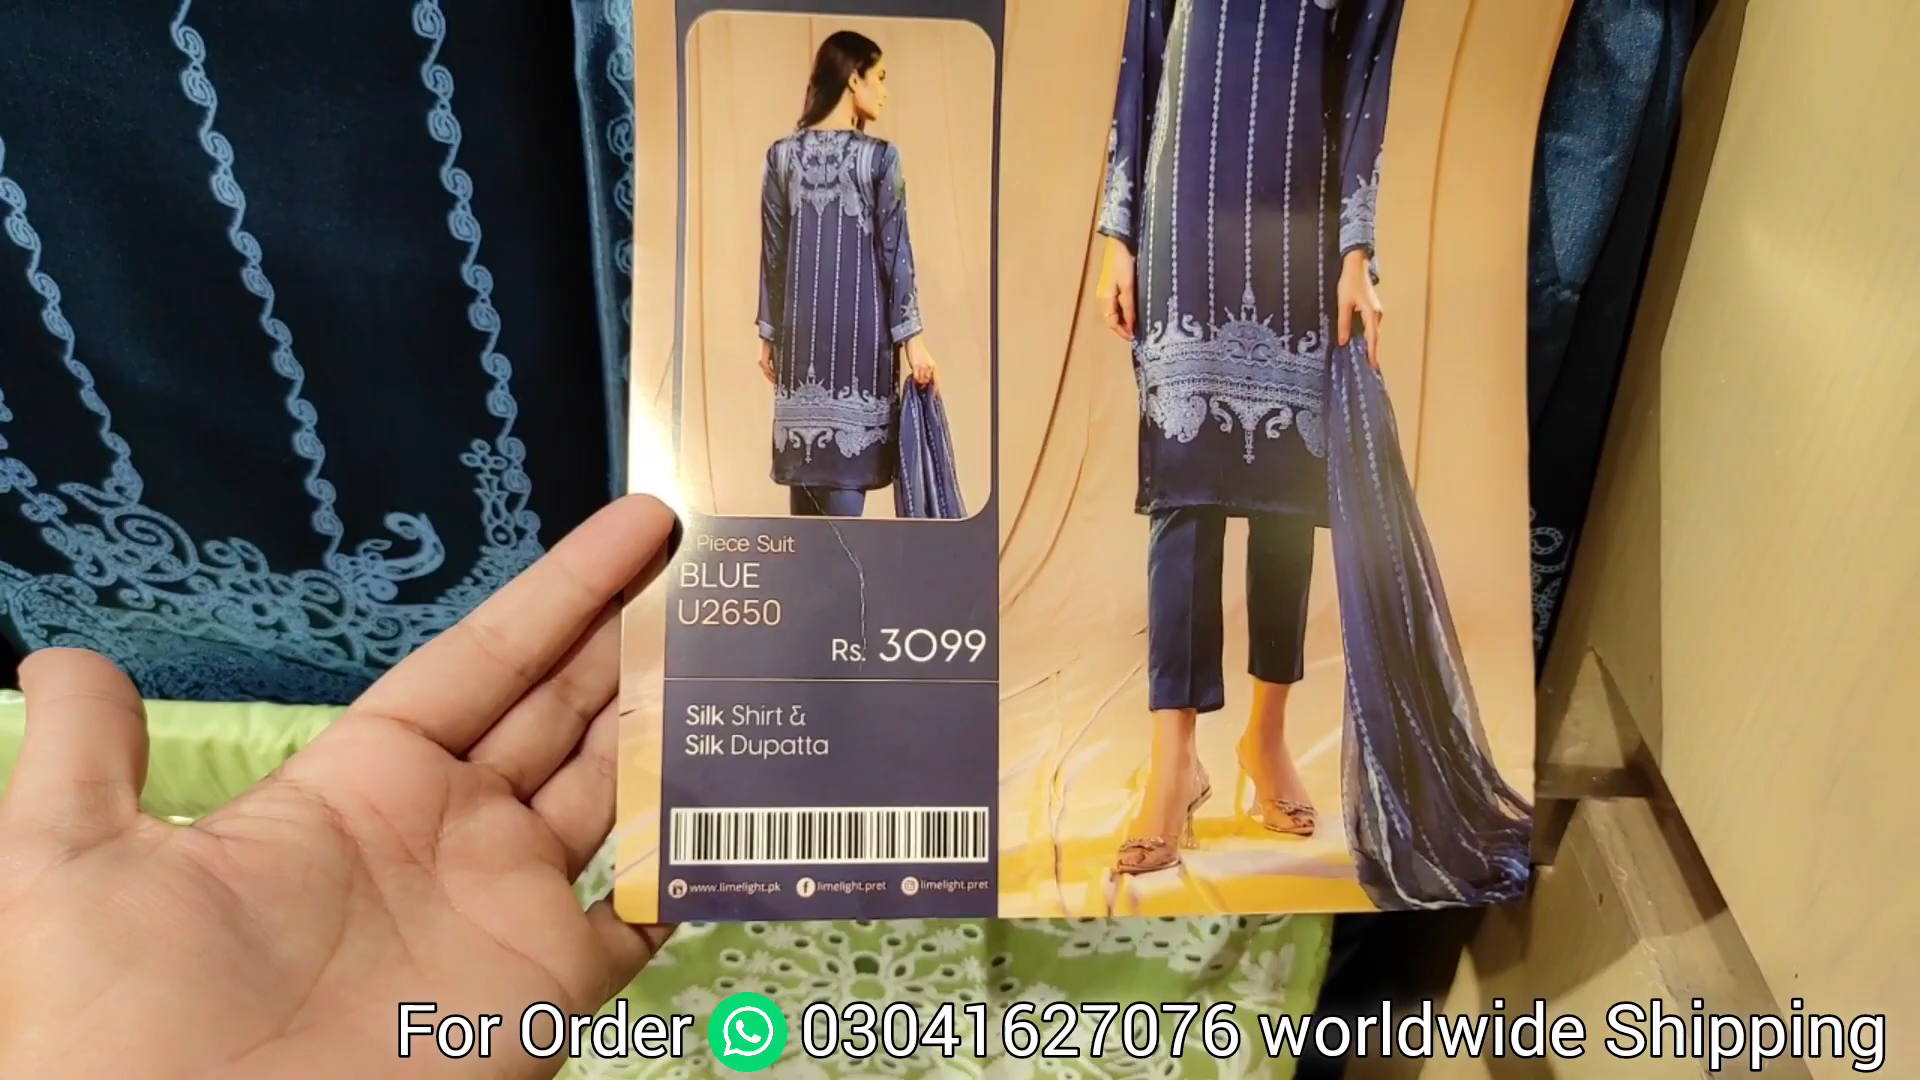 Piece Suit
BLUE
U2650
Rs. 3099
Silk Shirt &
Silk Dupatta
www.limelight.pk limelight.pret limelight.pret
For Order 03041627076 worldwide Shipping